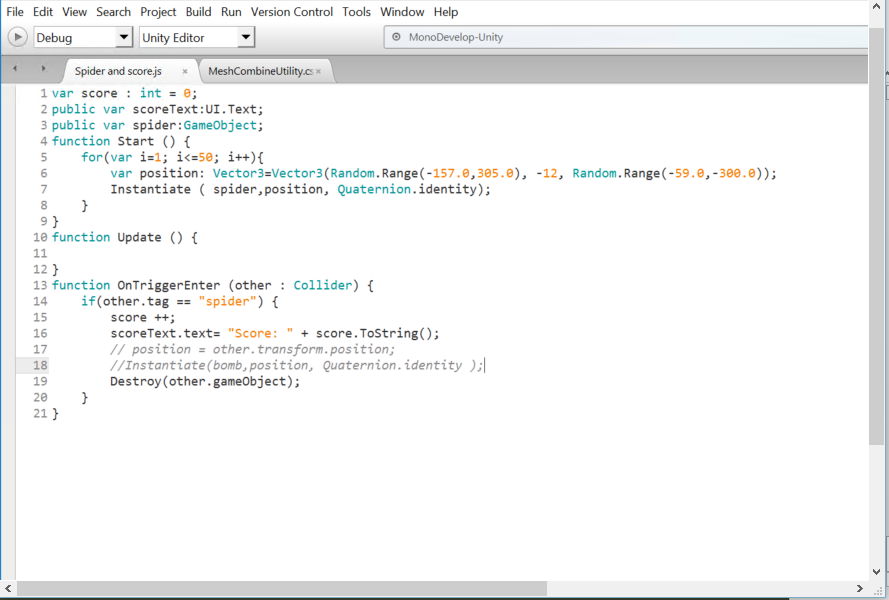 File Edit View Search Project Build Run Version Control Tools Window Help
Debug Unity Editor MonoDevelop-Unity
Spider and score.js × MeshCombineUtility.cs ×
1 var score : int = 0;
2 public var scoreText:UI.Text;
3 public var spider:GameObject;
4 function Start () {
5     for(var i=1; i<=50; i++){
6         var position: Vector3=Vector3(Random.Range(-157.0,305.0), -12, Random.Range(-59.0,-300.0));
7         Instantiate ( spider,position, Quaternion.identity);
8     }
9 }
10 function Update () {
11
12 }
13 function OnTriggerEnter (other : Collider) {
14     if(other.tag == "spider") {
15         score ++;
16         scoreText.text= "Score: " + score.ToString();
17         // position = other.transform.position;
18         //Instantiate(bomb,position, Quaternion.identity );
19         Destroy(other.gameObject);
20     }
21 }